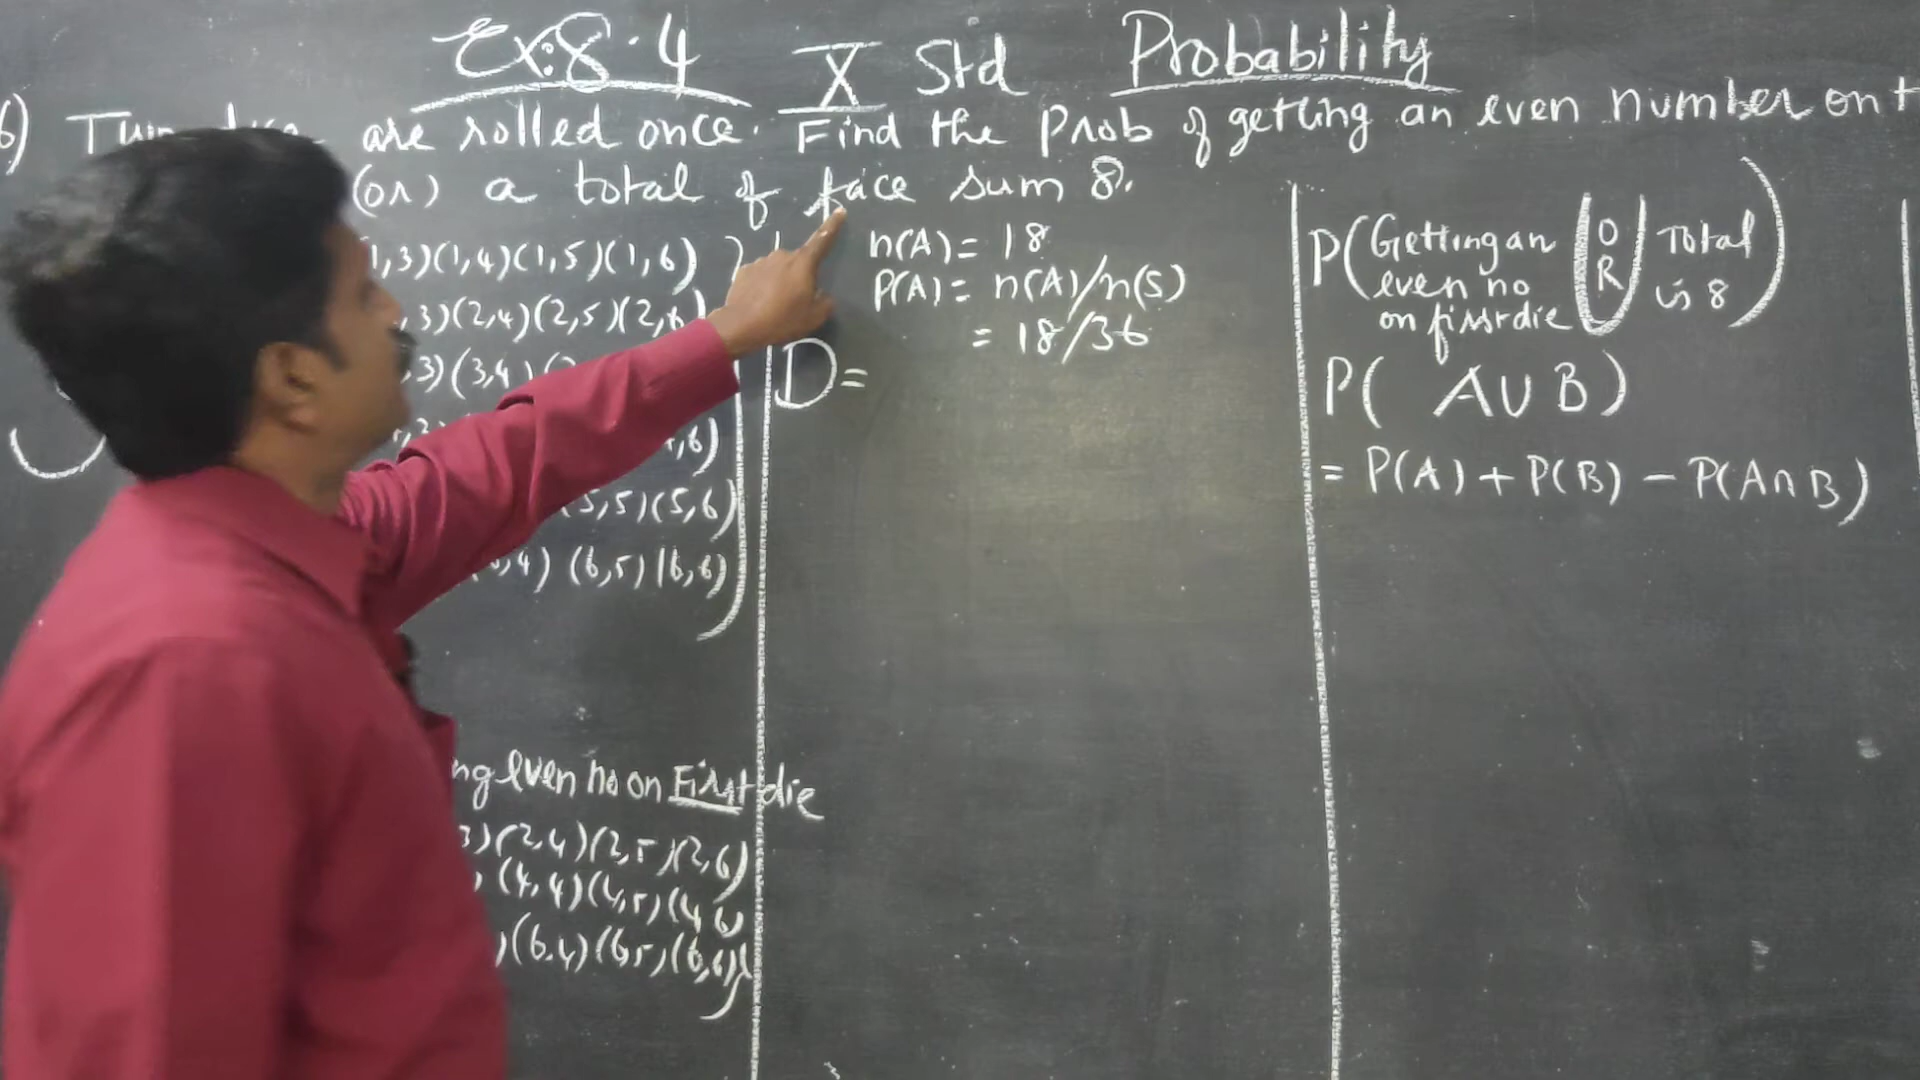 Ex:8.4 X Std Probability
6) Two dice are rolled once. Find the Prob of getting an even number on
(or) a total of face sum 8.
1,3)(1,4)(1,5)(1,6)
,3)(2,4)(2,5)(2,6)
,3)(3,4)
,6)
5,5)(5,6)
,4) (6,5)(6,6)
even no on First die
3)(2,4)(2,5)(2,6)
(4,4)(4,5)(4,6
)(6,4)(6,5)(6,6)}
n(A) = 18
P(A) = n(A)/n(S)
= 18/36
D =
P(Getting an even no on first die OR Total is 8)
P( A∪B)
= P(A) + P(B) - P(A∩B)